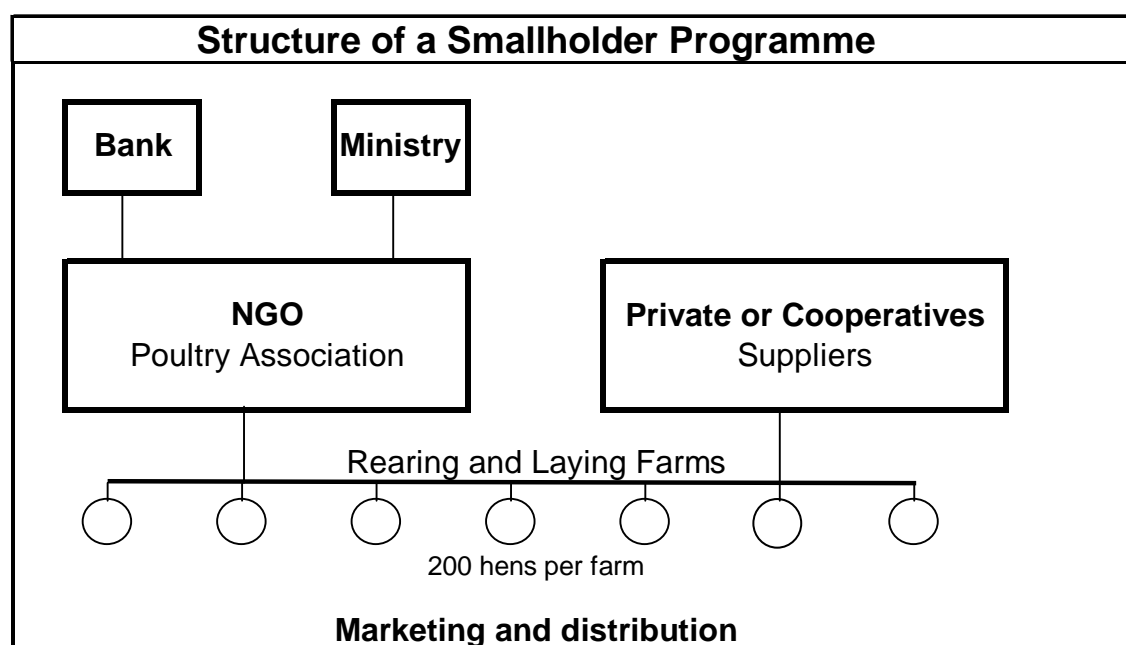 Structure of a Smallholder Programme
Bank
Ministry
NGO
Poultry Association
Private or Cooperatives
Suppliers
Rearing and Laying Farms
200 hens per farm
Marketing and distribution